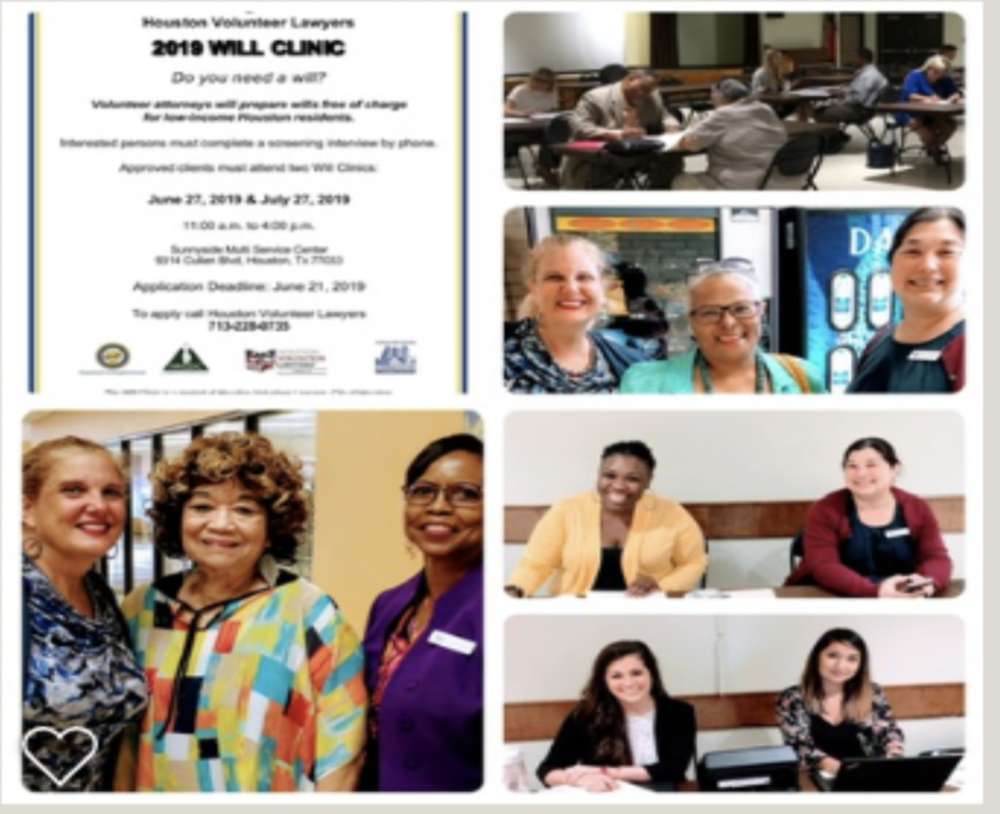 Houston Volunteer Lawyers
2019 WILL CLINIC
Do you need a will?
Volunteer attorneys will prepare wills free of charge
for low-income Houston residents.
Interested persons must complete a screening interview by phone.
Approved clients must attend two Will Clinics:
June 27, 2019 & July 27, 2019
11:00 a.m. to 4:00 p.m.
Sunnyside Multi Service Center
9314 Cullen Blvd, Houston, Tx 77033
Application Deadline: June 21, 2019
To apply call Houston Volunteer Lawyers
713-228-0735
DA